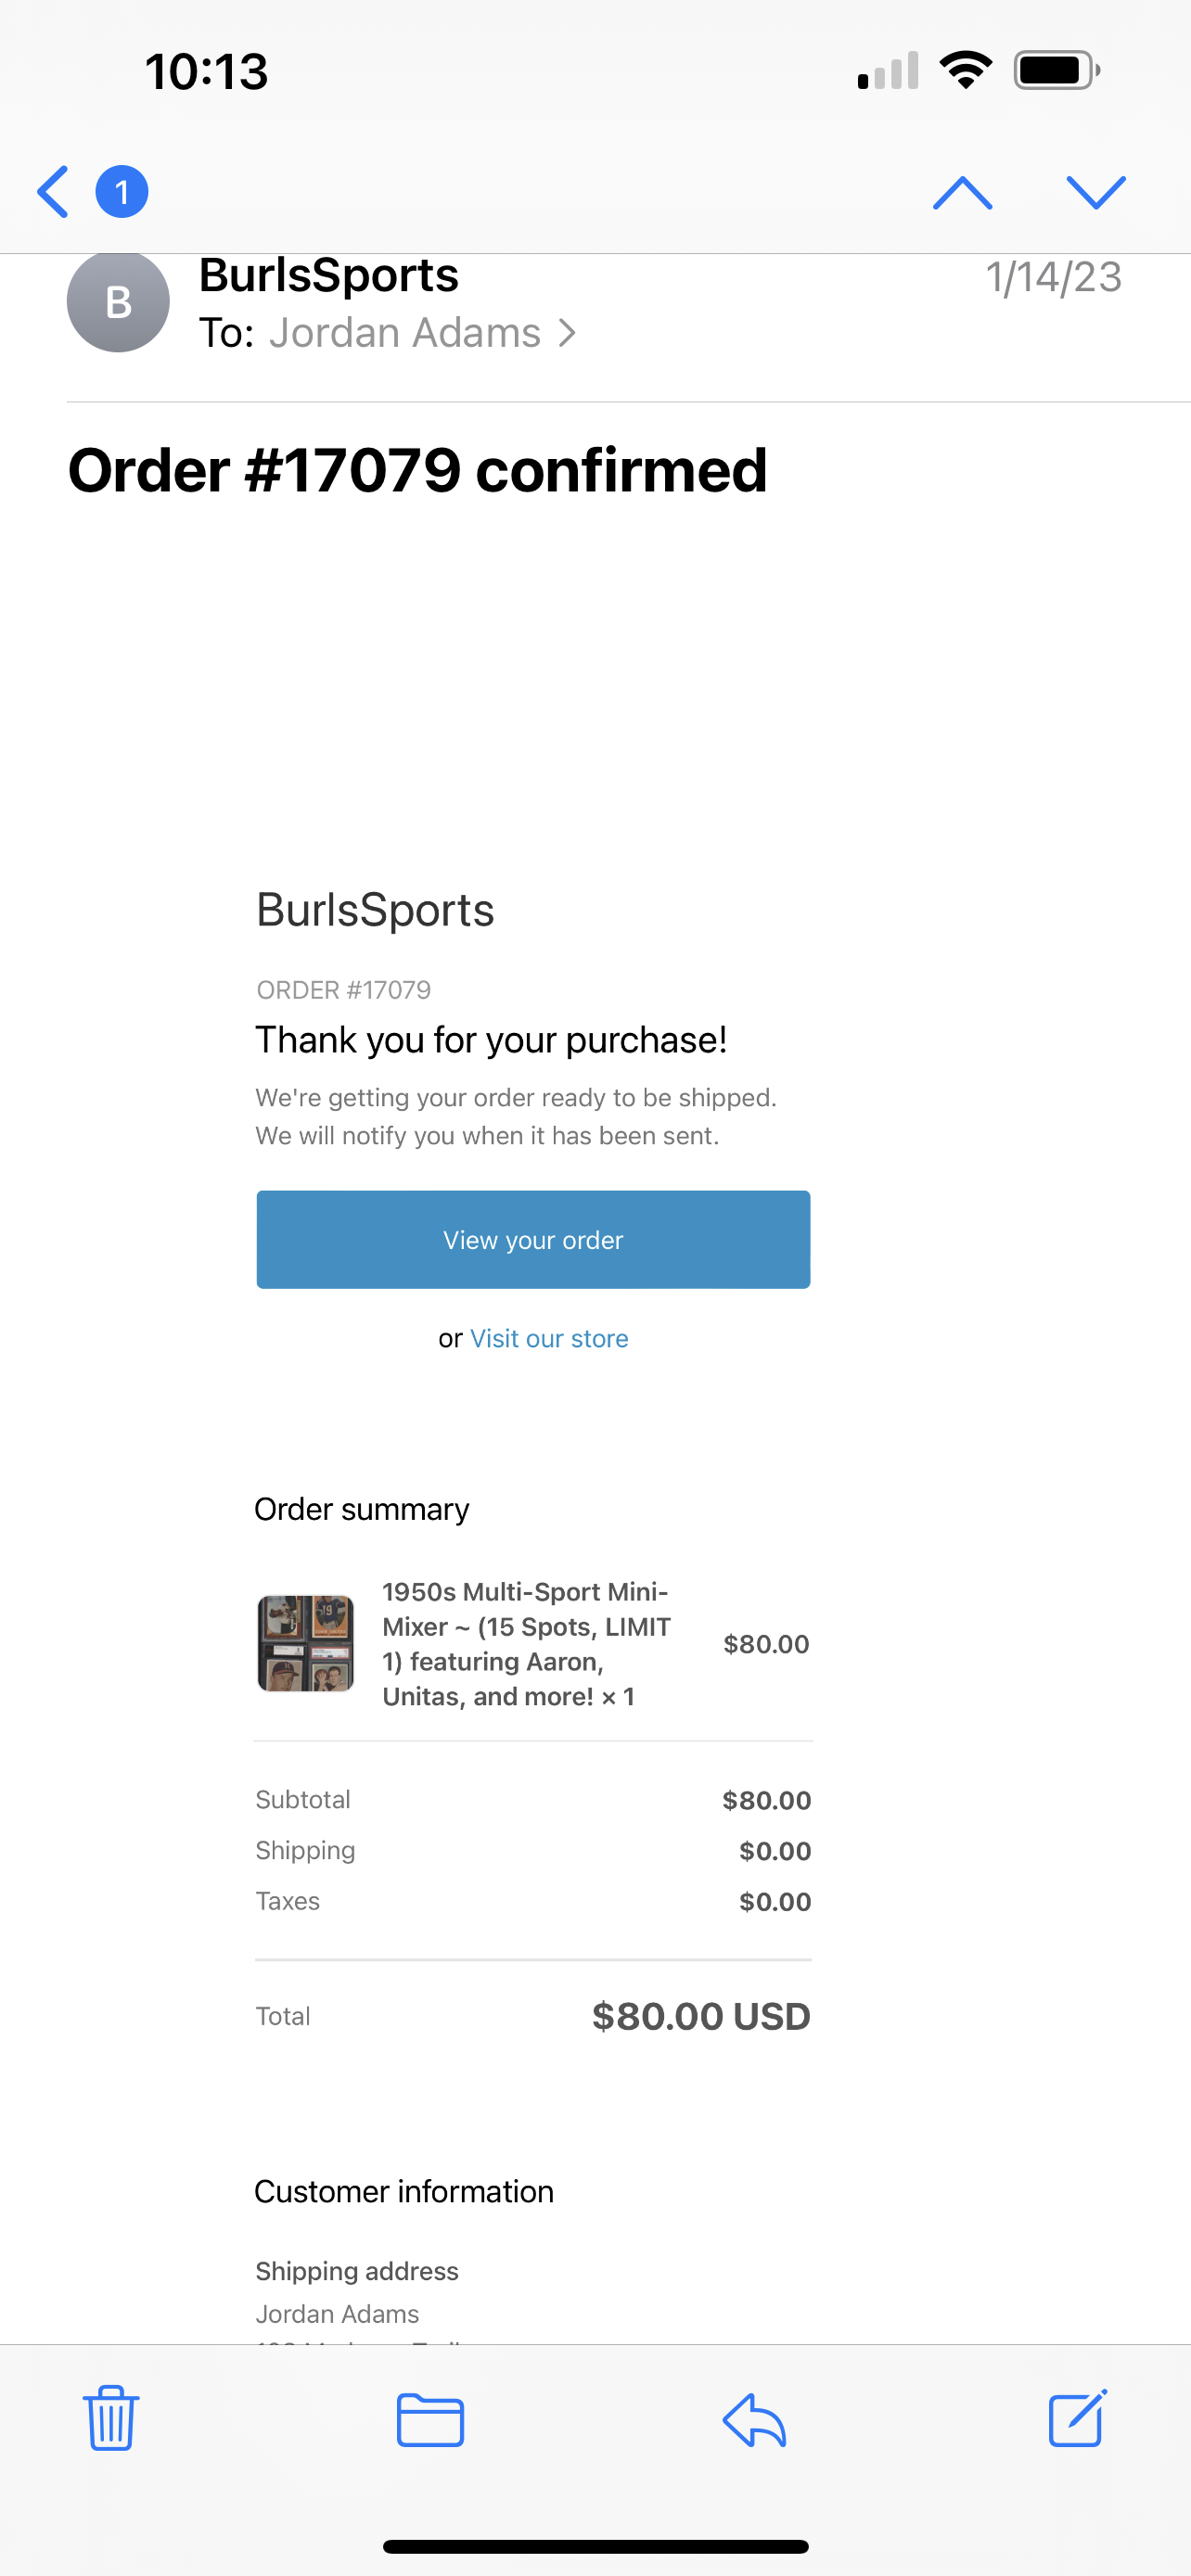 10:13
1
BurlsSports
1/14/23
B
To: Jordan Adams
Order #17079 confirmed
BurlsSports
ORDER #17079
Thank you for your purchase!
We're getting your order ready to be shipped.
We will notify you when it has been sent.
View your order
or Visit our store
Order summary
1950s Multi-Sport Mini-
Mixer ~ (15 Spots, LIMIT
1) featuring Aaron,
Unitas, and more! × 1
$80.00
Subtotal $80.00
Shipping $0.00
Taxes $0.00
Total $80.00 USD
Customer information
Shipping address
Jordan Adams